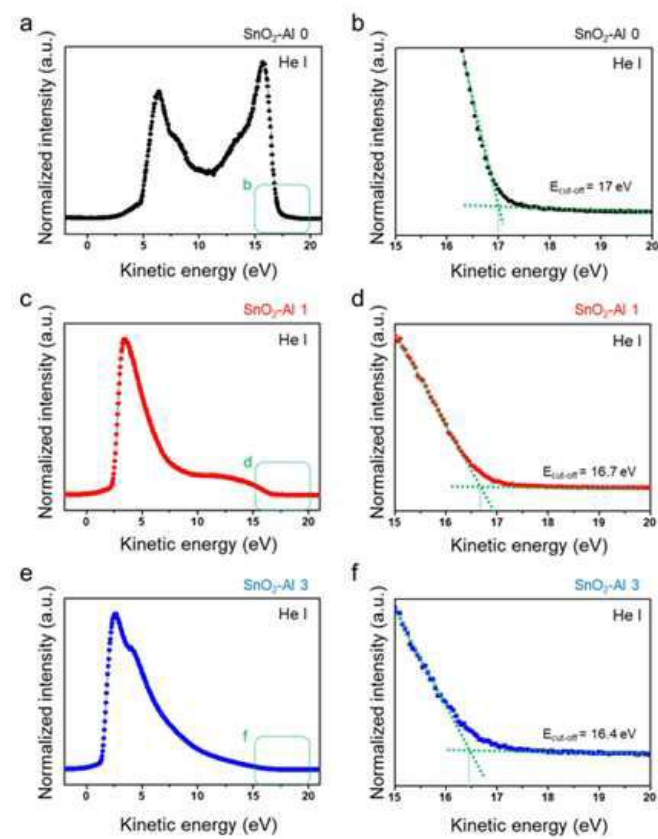 a
SnO₂-Al 0
He I
b
Normalized intensity (a.u.)
0 5 10 15 20
Kinetic energy (eV)
b
SnO₂-Al 0
He I
E_cut-off = 17 eV
Normalized intensity (a.u.)
15 16 17 18 19 20
Kinetic energy (eV)
c
SnO₂-Al 1
He I
d
Normalized intensity (a.u.)
0 5 10 15 20
Kinetic energy (eV)
d
SnO₂-Al 1
He I
E_cut-off = 16.7 eV
Normalized intensity (a.u.)
15 16 17 18 19 20
Kinetic energy (eV)
e
SnO₂-Al 3
He I
f
Normalized intensity (a.u.)
0 5 10 15 20
Kinetic energy (eV)
f
SnO₂-Al 3
He I
E_cut-off = 16.4 eV
Normalized intensity (a.u.)
15 16 17 18 19 20
Kinetic energy (eV)